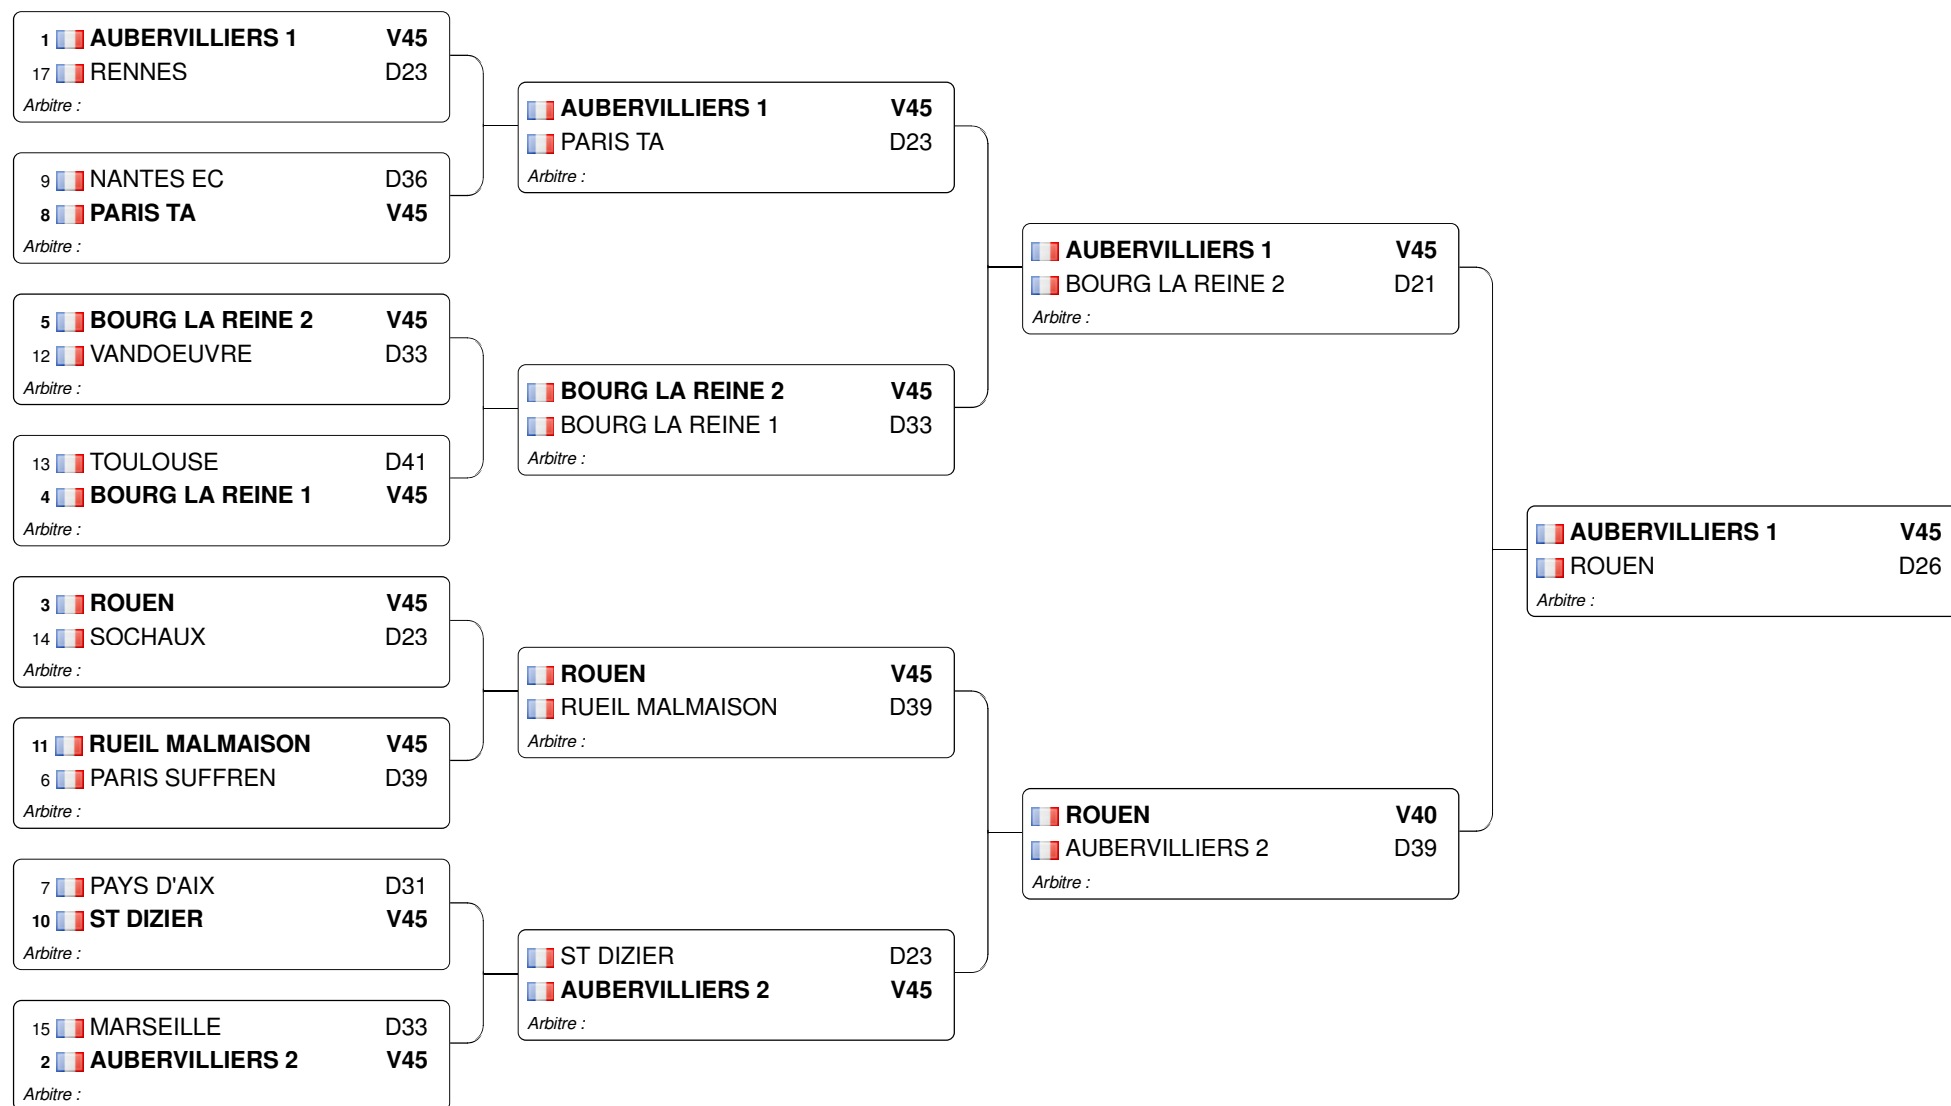 1 AUBERVILLIERS 1 V45
17 RENNES D23
Arbitre :
9 NANTES EC D36
8 PARIS TA V45
Arbitre :
5 BOURG LA REINE 2 V45
12 VANDOEUVRE D33
Arbitre :
13 TOULOUSE D41
4 BOURG LA REINE 1 V45
Arbitre :
3 ROUEN V45
14 SOCHAUX D23
Arbitre :
11 RUEIL MALMAISON V45
6 PARIS SUFFREN D39
Arbitre :
7 PAYS D'AIX D31
10 ST DIZIER V45
Arbitre :
15 MARSEILLE D33
2 AUBERVILLIERS 2 V45
Arbitre :
AUBERVILLIERS 1 V45
PARIS TA D23
Arbitre :
BOURG LA REINE 2 V45
BOURG LA REINE 1 D33
Arbitre :
ROUEN V45
RUEIL MALMAISON D39
Arbitre :
ST DIZIER D23
AUBERVILLIERS 2 V45
Arbitre :
AUBERVILLIERS 1 V45
BOURG LA REINE 2 D21
Arbitre :
ROUEN V40
AUBERVILLIERS 2 D39
Arbitre :
AUBERVILLIERS 1 V45
ROUEN D26
Arbitre :